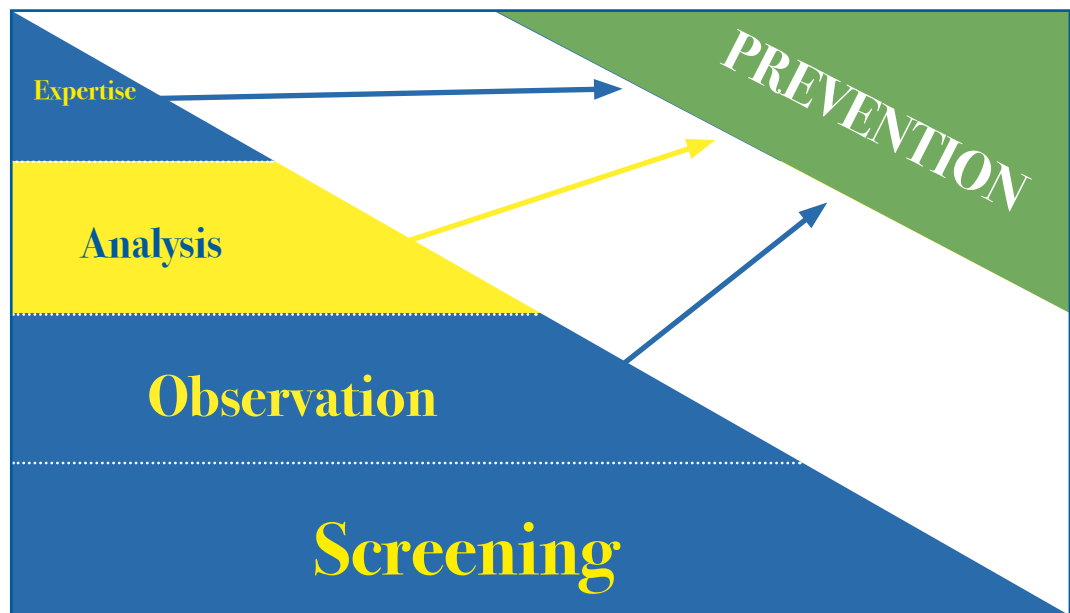 Expertise
PREVENTION
Analysis
Observation
Screening